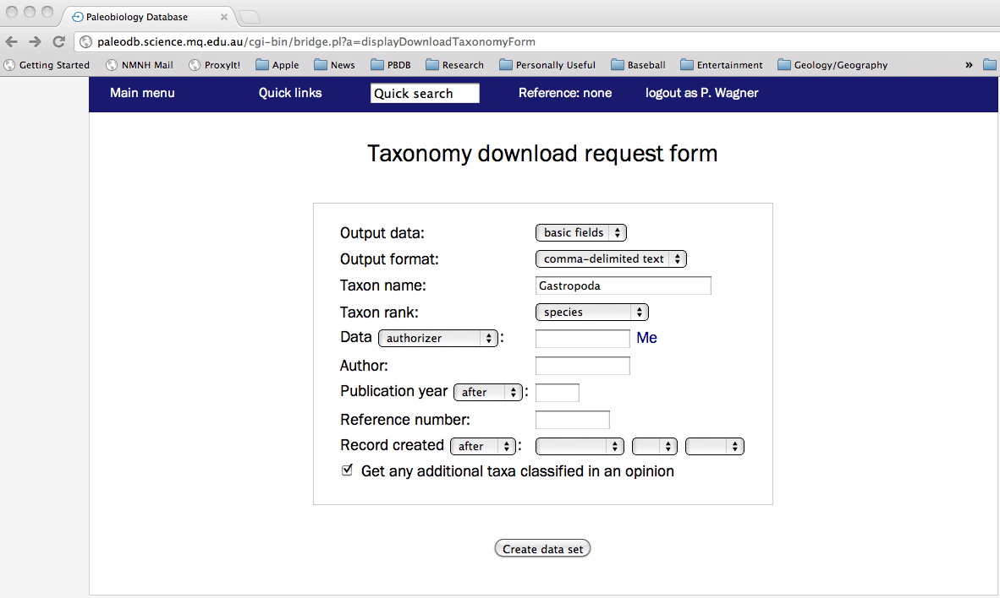 Paleobiology Database
paleodb.science.mq.edu.au/cgi-bin/bridge.pl?a=displayDownloadTaxonomyForm
Getting Started NMNH Mail ProxyIt! Apple News PBDB Research Personally Useful Baseball Entertainment Geology/Geography »
Main menu Quick links Quick search Reference: none logout as P. Wagner
Taxonomy download request form
Output data: basic fields
Output format: comma-delimited text
Taxon name: Gastropoda
Taxon rank: species
Data authorizer : Me
Author:
Publication year after :
Reference number:
Record created after :
Get any additional taxa classified in an opinion
Create data set